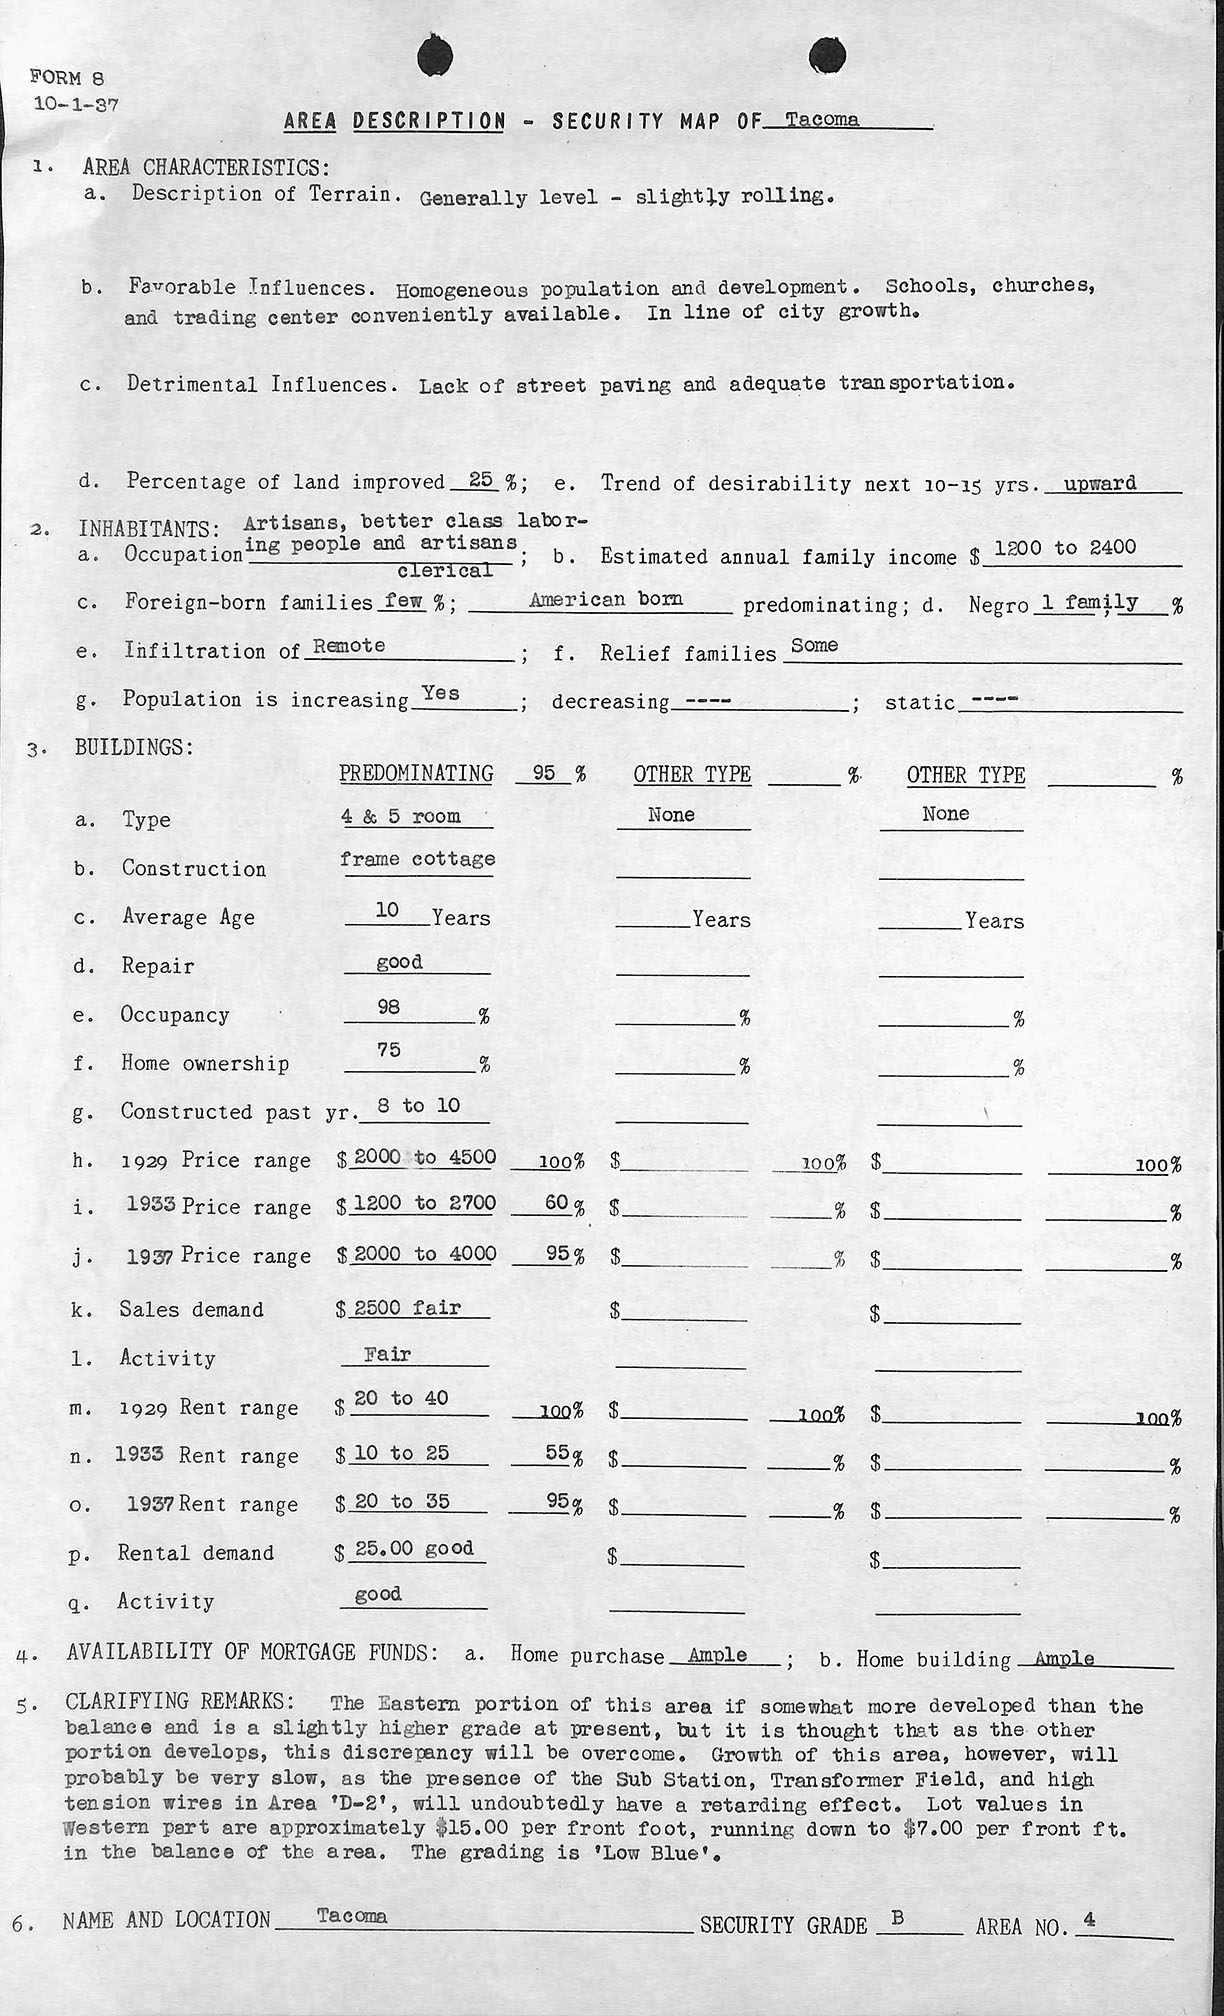 FORM 8
10-1-37
AREA DESCRIPTION - SECURITY MAP OF Tacoma
1. AREA CHARACTERISTICS:
a. Description of Terrain. Generally level - slightly rolling.
b. Favorable Influences. Homogeneous population and development. Schools, churches,
and trading center conveniently available. In line of city growth.
c. Detrimental Influences. Lack of street paving and adequate transportation.
d. Percentage of land improved 25 %; e. Trend of desirability next 10-15 yrs. upward
2. INHABITANTS: Artisans, better class labor-
a. Occupation ing people and artisans; b. Estimated annual family income $ 1200 to 2400
clerical
c. Foreign-born families few %; American born predominating; d. Negro 1 family %
e. Infiltration of Remote ; f. Relief families Some
g. Population is increasing Yes ; decreasing ---- ; static ----
3. BUILDINGS:
PREDOMINATING 95 % OTHER TYPE % OTHER TYPE %
a. Type 4 & 5 room None None
b. Construction frame cottage
c. Average Age 10 Years Years Years
d. Repair good
e. Occupancy 98 % % %
f. Home ownership 75 % % %
g. Constructed past yr. 8 to 10
h. 1929 Price range $ 2000 to 4500 100% $ 100% $ 100%
i. 1933 Price range $ 1200 to 2700 60% $ % $ %
j. 1937 Price range $ 2000 to 4000 95% $ % $ %
k. Sales demand $ 2500 fair $ $
l. Activity Fair
m. 1929 Rent range $ 20 to 40 100% $ 100% $ 100%
n. 1933 Rent range $ 10 to 25 55% $ % $ %
o. 1937 Rent range $ 20 to 35 95% $ % $ %
p. Rental demand $ 25.00 good $ $
q. Activity good
4. AVAILABILITY OF MORTGAGE FUNDS: a. Home purchase Ample ; b. Home building Ample
5. CLARIFYING REMARKS: The Eastern portion of this area if somewhat more developed than the
balance and is a slightly higher grade at present, but it is thought that as the other
portion develops, this discrepancy will be overcome. Growth of this area, however, will
probably be very slow, as the presence of the Sub Station, Transformer Field, and high
tension wires in Area 'D-2', will undoubtedly have a retarding effect. Lot values in
Western part are approximately $15.00 per front foot, running down to $7.00 per front ft.
in the balance of the area. The grading is 'Low Blue'.
6. NAME AND LOCATION Tacoma SECURITY GRADE B AREA NO. 4